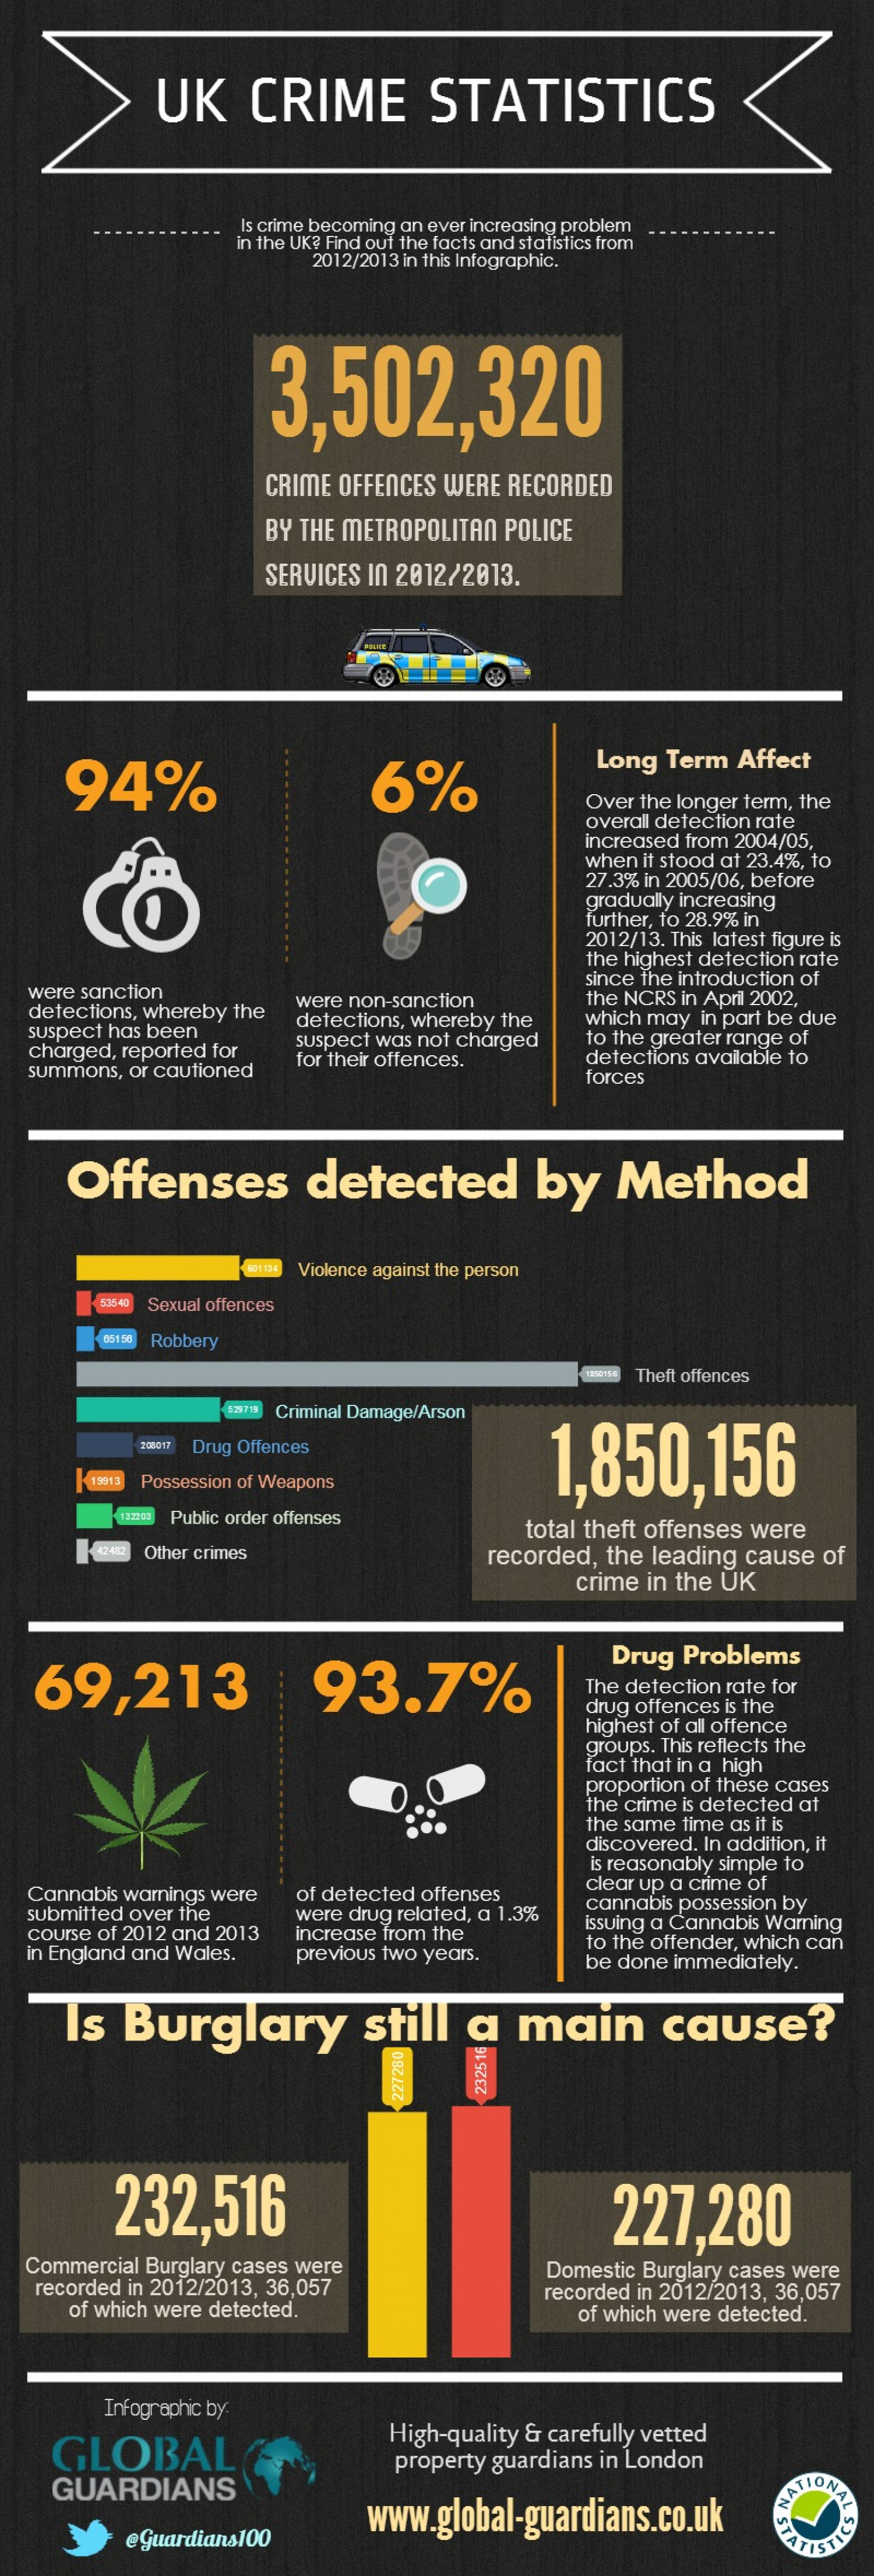 UK CRIME STATISTICS
Is crime becoming an ever increasing problem
in the UK? Find out the facts and statistics from
2012/2013 in this Infographic.
3,502,320
CRIME OFFENCES WERE RECORDED
BY THE METROPOLITAN POLICE
SERVICES IN 2012/2013.
POLICE
94%
were sanction
detections, whereby the
suspect has been
charged, reported for
summons, or cautioned
6%
were non-sanction
detections, whereby the
suspect was not charged
for their offences.
Long Term Affect
Over the longer term, the
overall detection rate
increased from 2004/05,
when it stood at 23.4%, to
27.3% in 2005/06, before
gradually increasing
further, to 28.9% in
2012/13. This latest figure is
the highest detection rate
since the introduction of
the NCRS in April 2002,
which may in part be due
to the greater range of
detections available to
forces
Offenses detected by Method
601134 Violence against the person
53540 Sexual offences
65156 Robbery
1850156 Theft offences
529719 Criminal Damage/Arson
208017 Drug Offences
19913 Possession of Weapons
132203 Public order offenses
42482 Other crimes
1,850,156
total theft offenses were
recorded, the leading cause of
crime in the UK
69,213
Cannabis warnings were
submitted over the
course of 2012 and 2013
in England and Wales.
93.7%
of detected offenses
were drug related, a 1.3%
increase from the
previous two years.
Drug Problems
The detection rate for
drug offences is the
highest of all offence
groups. This reflects the
fact that in a high
proportion of these cases
the crime is detected at
the same time as it is
discovered. In addition, it
is reasonably simple to
clear up a crime of
cannabis possession by
issuing a Cannabis Warning
to the offender, which can
be done immediately.
Is Burglary still a main cause?
227280
232516
232,516
Commercial Burglary cases were
recorded in 2012/2013, 36,057
of which were detected.
227,280
Domestic Burglary cases were
recorded in 2012/2013, 36,057
of which were detected.
Infographic by:
GLOBAL
GUARDIANS
@Guardians100
High-quality & carefully vetted
property guardians in London
www.global-guardians.co.uk
NATIONAL
STATISTICS